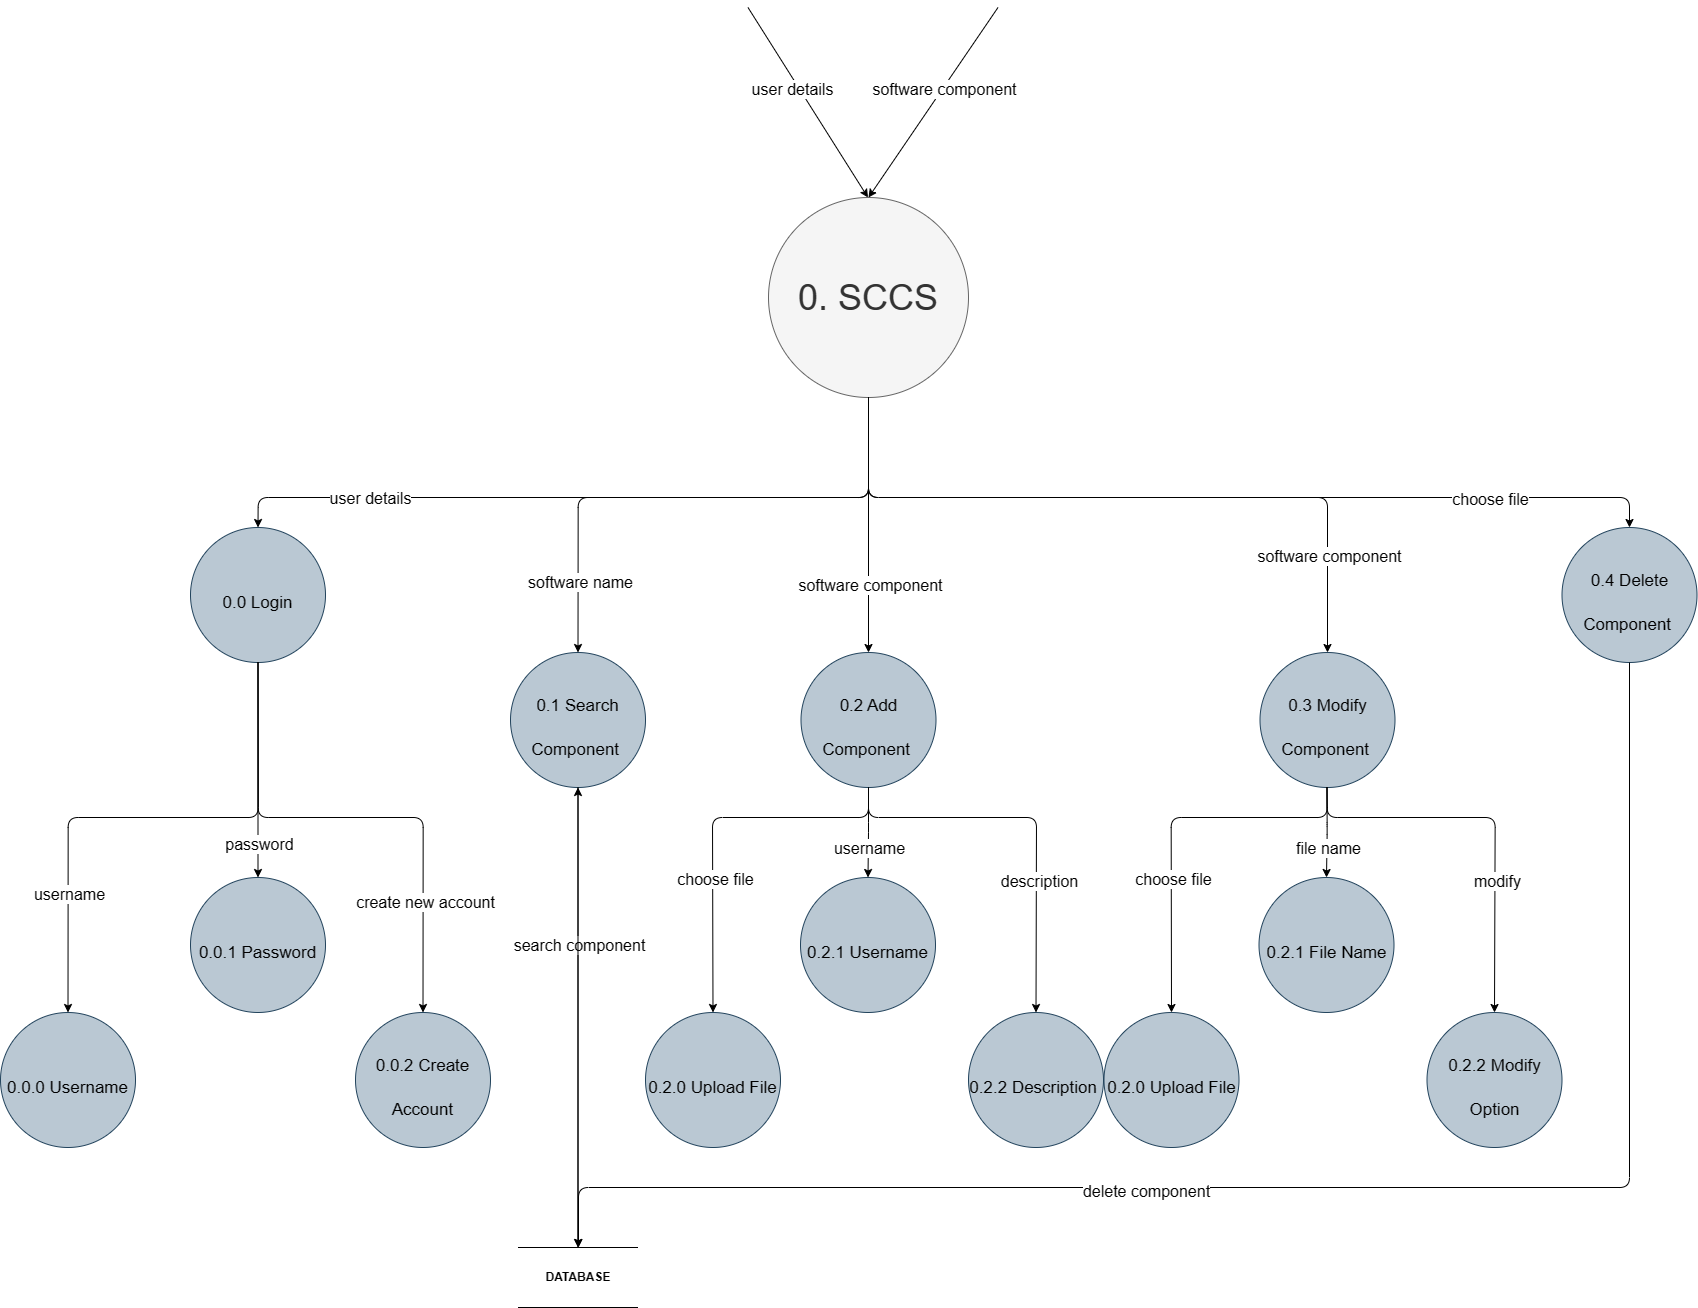 user details
software component
0. SCCS
user details
choose file
software component
software name
software component
0.0 Login
0.4 Delete
Component
0.1 Search
Component
0.2 Add
Component
0.3 Modify
Component
password
username
file name
username
choose file
description
choose file
modify
create new account
search component
0.0.1 Password
0.2.1 Username
0.2.1 File Name
0.0.0 Username
0.0.2 Create
Account
0.2.0 Upload File
0.2.2 Description
0.2.0 Upload File
0.2.2 Modify
Option
delete component
DATABASE